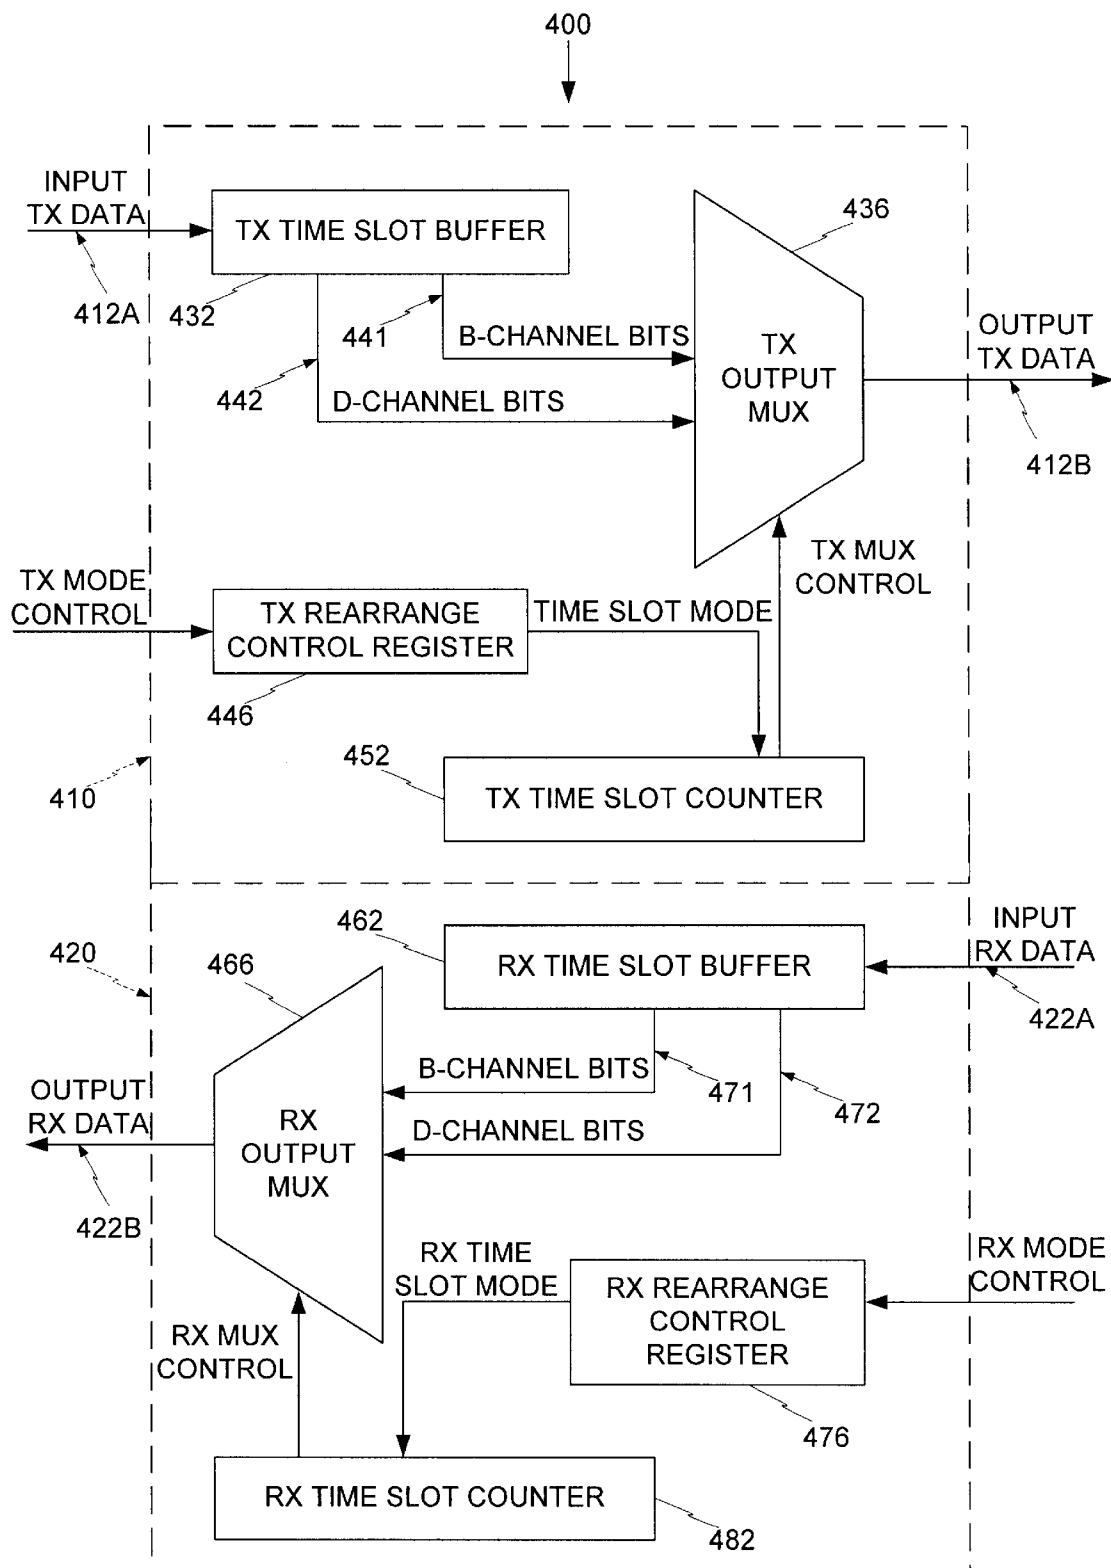 400
INPUT
TX DATA
412A
TX TIME SLOT BUFFER
432
441
442
B-CHANNEL BITS
D-CHANNEL BITS
436
TX
OUTPUT
MUX
OUTPUT
TX DATA
412B
TX MODE
CONTROL
TX REARRANGE
CONTROL REGISTER
446
TIME SLOT MODE
TX MUX
CONTROL
452
TX TIME SLOT COUNTER
410
420
462
RX TIME SLOT BUFFER
INPUT
RX DATA
422A
466
B-CHANNEL BITS
471
472
D-CHANNEL BITS
OUTPUT
RX DATA
422B
RX
OUTPUT
MUX
RX TIME
SLOT MODE
RX REARRANGE
CONTROL
REGISTER
476
RX MODE
CONTROL
RX MUX
CONTROL
RX TIME SLOT COUNTER
482